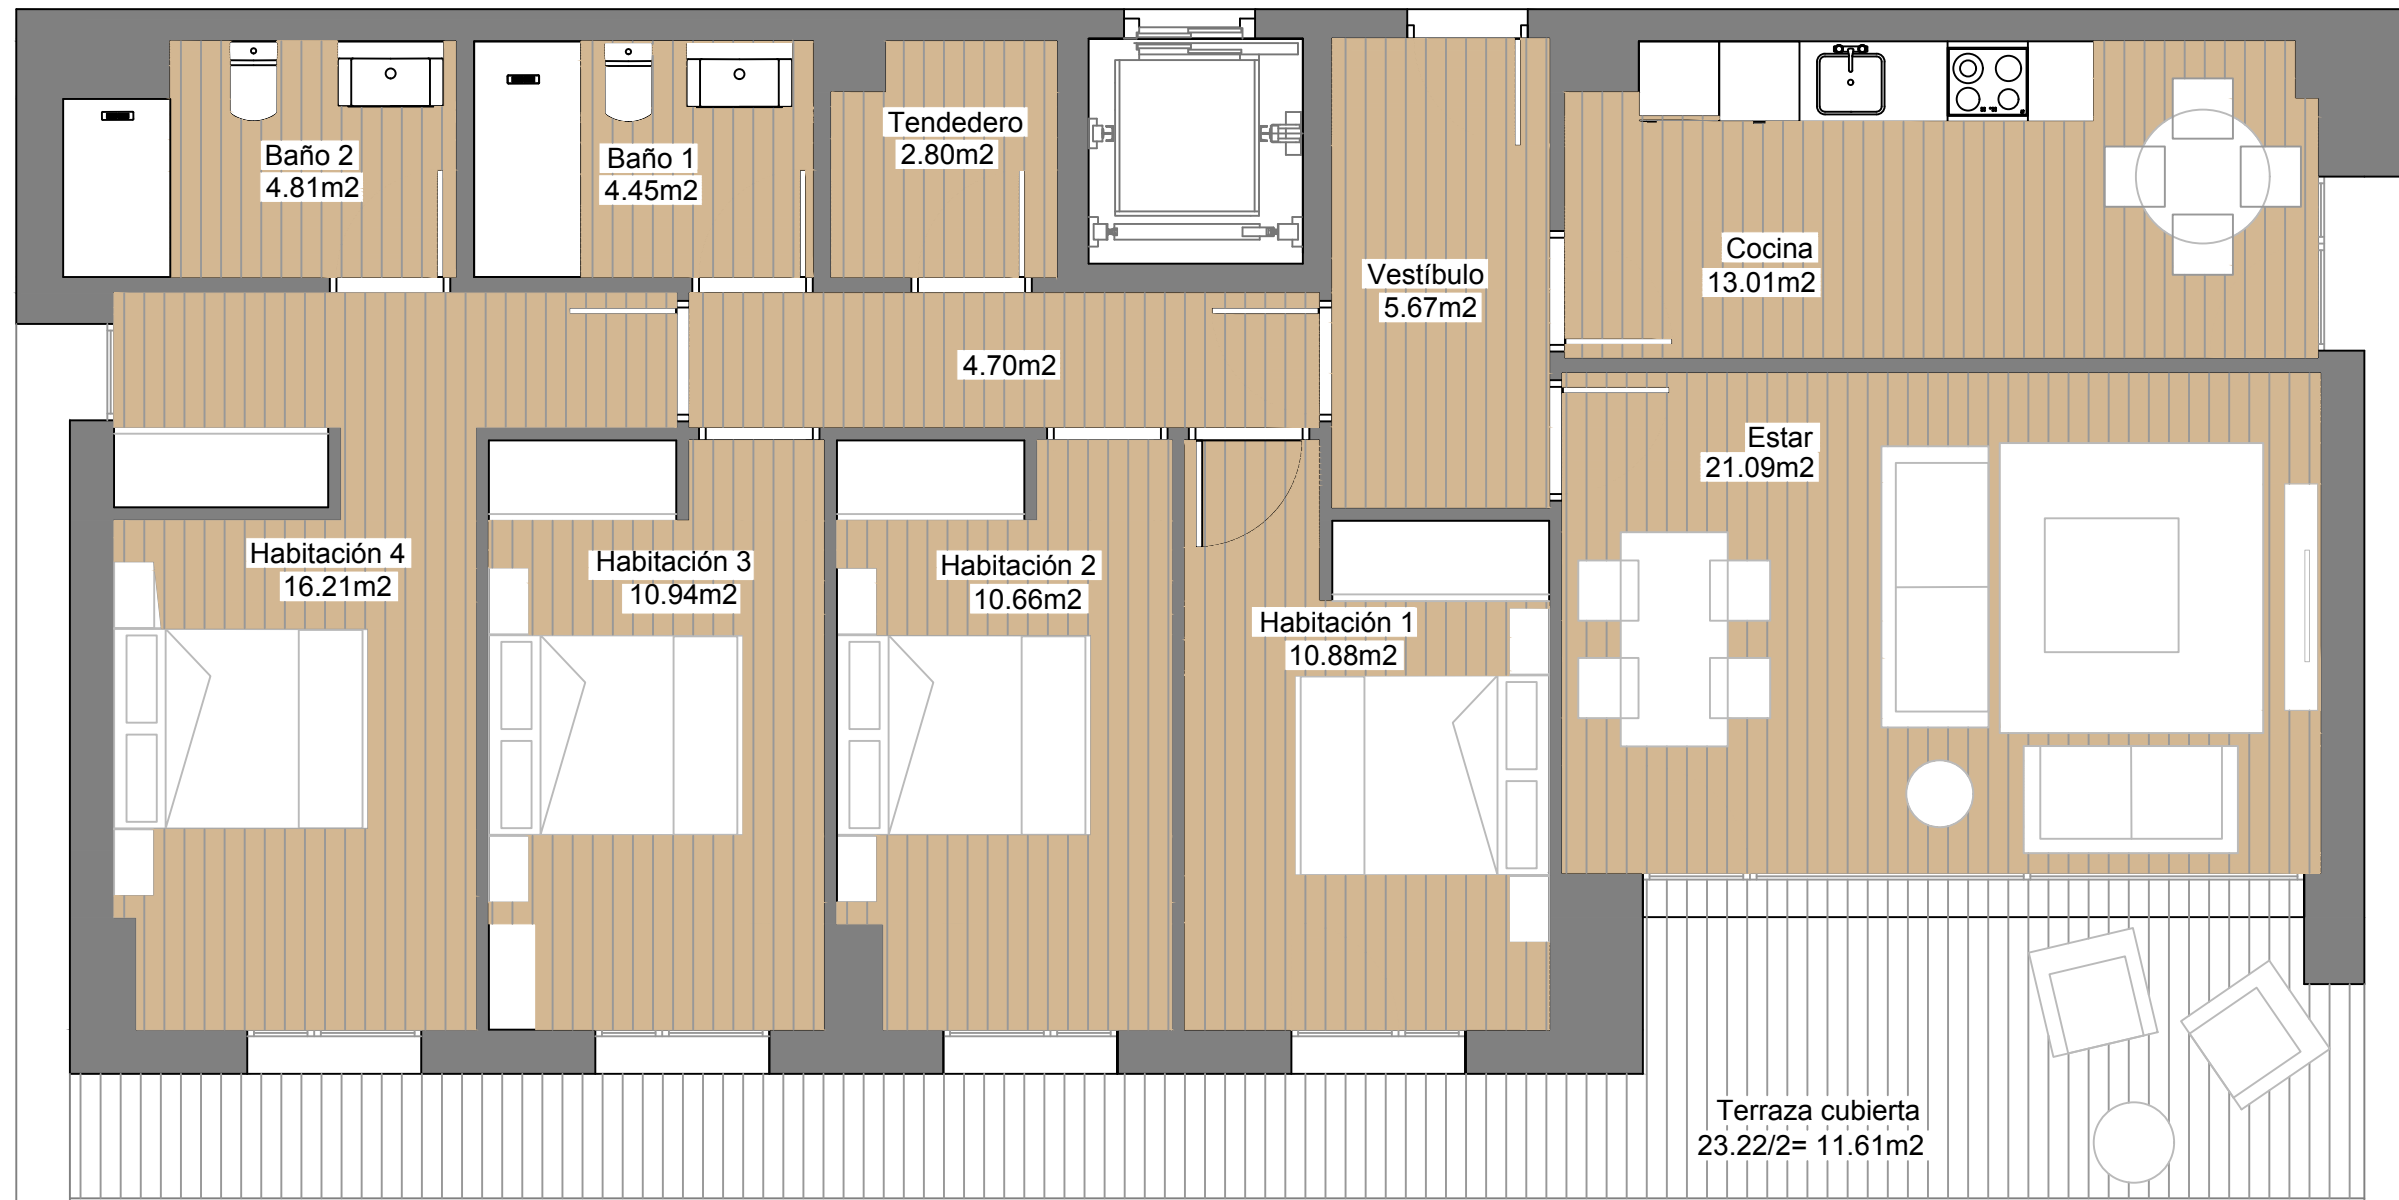 Baño 2
4.81m2
Baño 1
4.45m2
Tendedero
2.80m2
Vestíbulo
5.67m2
Cocina
13.01m2
4.70m2
Estar
21.09m2
Habitación 4
16.21m2
Habitación 3
10.94m2
Habitación 2
10.66m2
Habitación 1
10.88m2
Terraza cubierta
23.22/2= 11.61m2